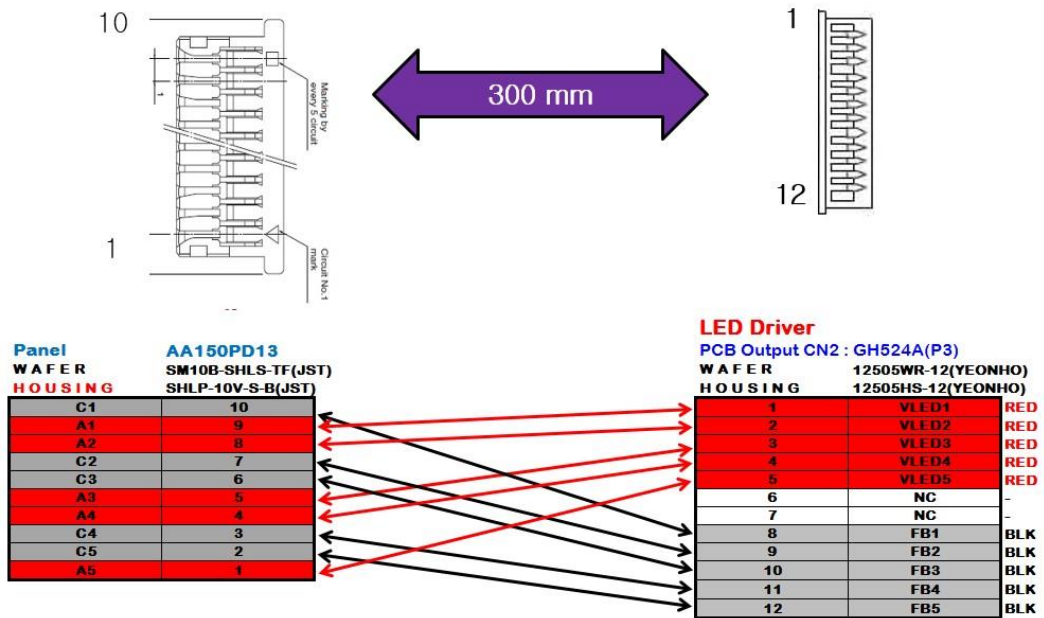 10
1
Marking by
every 5 circuit
1
Circuit No.1
mark
300 mm
1
12
Panel AA150PD13
WAFER SM10B-SHLS-TF(JST)
HOUSING SHLP-10V-S-B(JST)
C1 10
A1 9
A2 8
C2 7
C3 6
A3 5
A4 4
C4 3
C5 2
A5 1
LED Driver
PCB Output CN2 : GH524A(P3)
WAFER 12505WR-12(YEONHO)
HOUSING 12505HS-12(YEONHO)
1 VLED1 RED
2 VLED2 RED
3 VLED3 RED
4 VLED4 RED
5 VLED5 RED
6 NC -
7 NC -
8 FB1 BLK
9 FB2 BLK
10 FB3 BLK
11 FB4 BLK
12 FB5 BLK